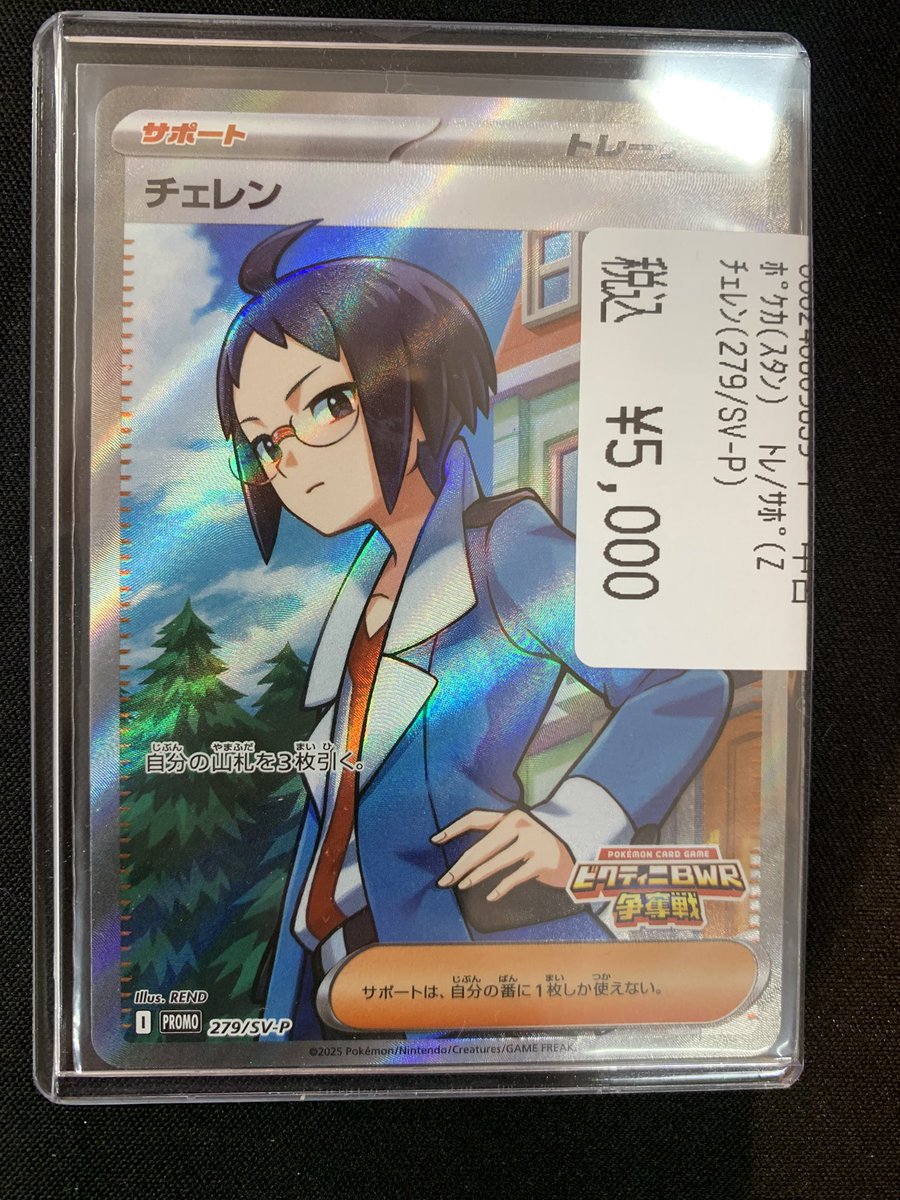 サポート
トレー
チェレン
税込 ¥5,000
ﾎﾟｹｶ(ｽﾀﾝ) ﾄﾚ/ｻﾎﾟ(Z
ﾁｪﾚﾝ(279/SV-P)
じぶん やまふだ まい ひ
自分の山札を3枚引く。
POKÉMON CARD GAME
ビクティニBWR
争奪戦
じぶん ばん まい つか
サポートは、自分の番に1枚しか使えない。
Illus. REND
I PROMO 279/SV-P
©2025 Pokémon/Nintendo/Creatures/GAME FREAK.